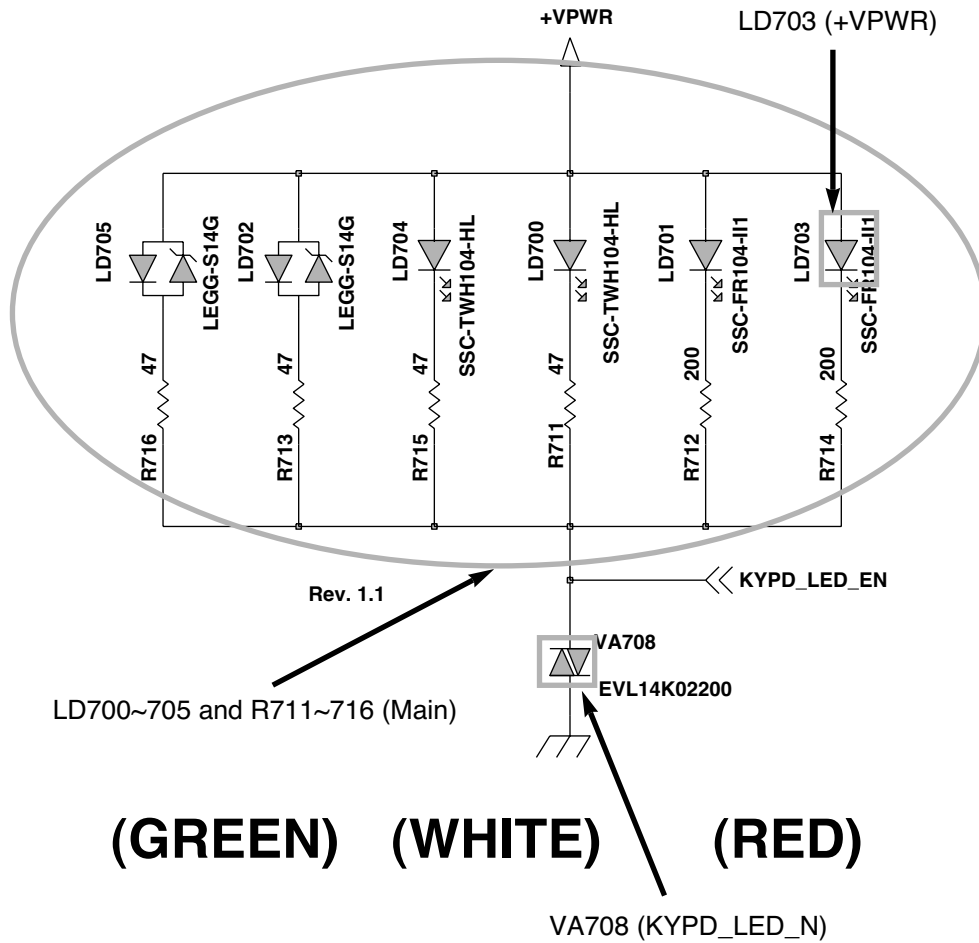 +VPWR
LD703 (+VPWR)
LD705
LEGG-S14G
LD702
LEGG-S14G
LD704
SSC-TWH104-HL
LD700
SSC-TWH104-HL
LD701
SSC-FR104-II1
LD703
SSC-FR104-II1
47
R716
47
R713
47
R715
47
R711
200
R712
200
R714
Rev. 1.1
KYPD_LED_EN
VA708
EVL14K02200
LD700~705 and R711~716 (Main)
(GREEN) (WHITE) (RED)
VA708 (KYPD_LED_N)